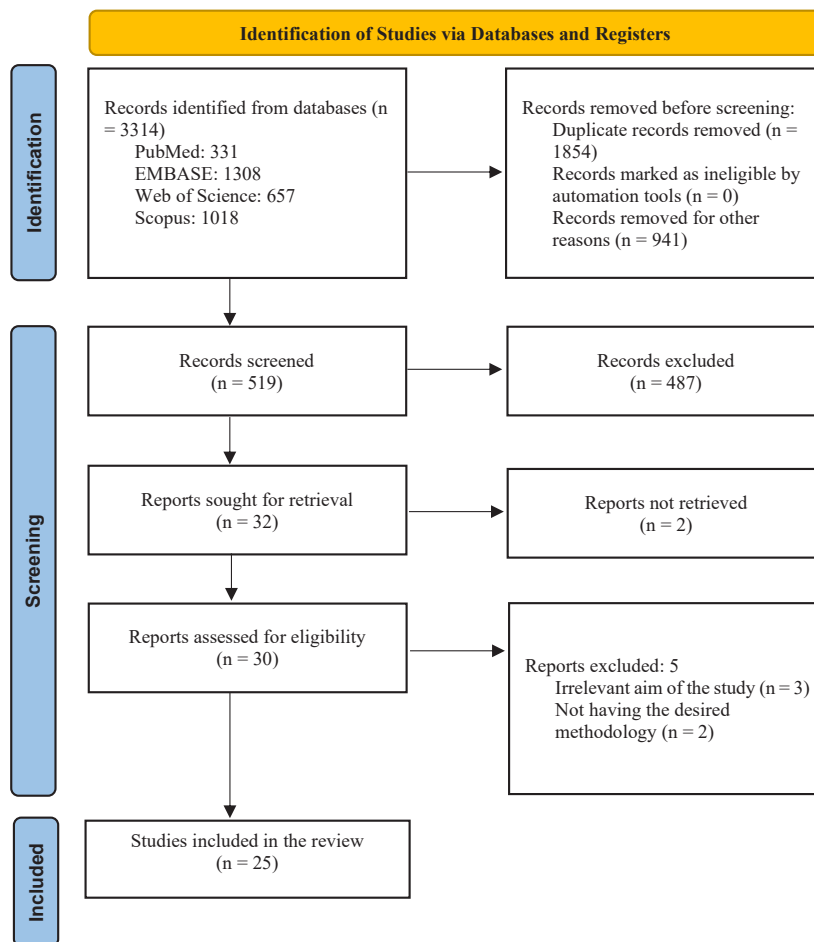 Identification of Studies via Databases and Registers
Identification
Records identified from databases (n
= 3314)
PubMed: 331
EMBASE: 1308
Web of Science: 657
Scopus: 1018
Records removed before screening:
Duplicate records removed (n =
1854)
Records marked as ineligible by
automation tools (n = 0)
Records removed for other
reasons (n = 941)
Screening
Records screened
(n = 519)
Records excluded
(n = 487)
Reports sought for retrieval
(n = 32)
Reports not retrieved
(n = 2)
Reports assessed for eligibility
(n = 30)
Reports excluded: 5
Irrelevant aim of the study (n = 3)
Not having the desired
methodology (n = 2)
Included
Studies included in the review
(n = 25)